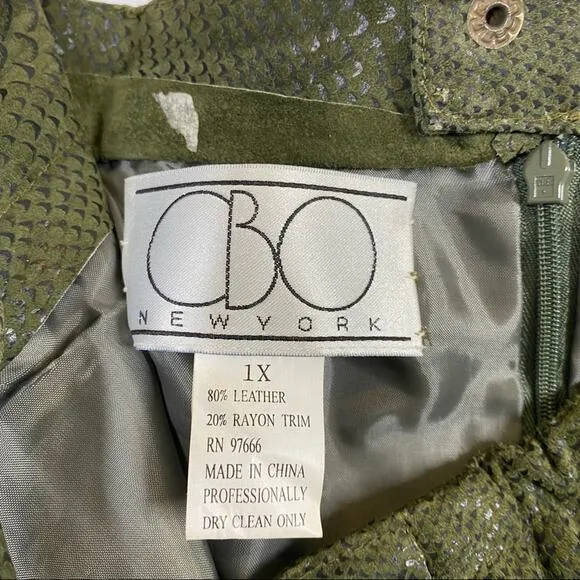 CBO
NEW YORK
1X
80% LEATHER
20% RAYON TRIM
RN 97666
MADE IN CHINA
PROFESSIONALLY
DRY CLEAN ONLY